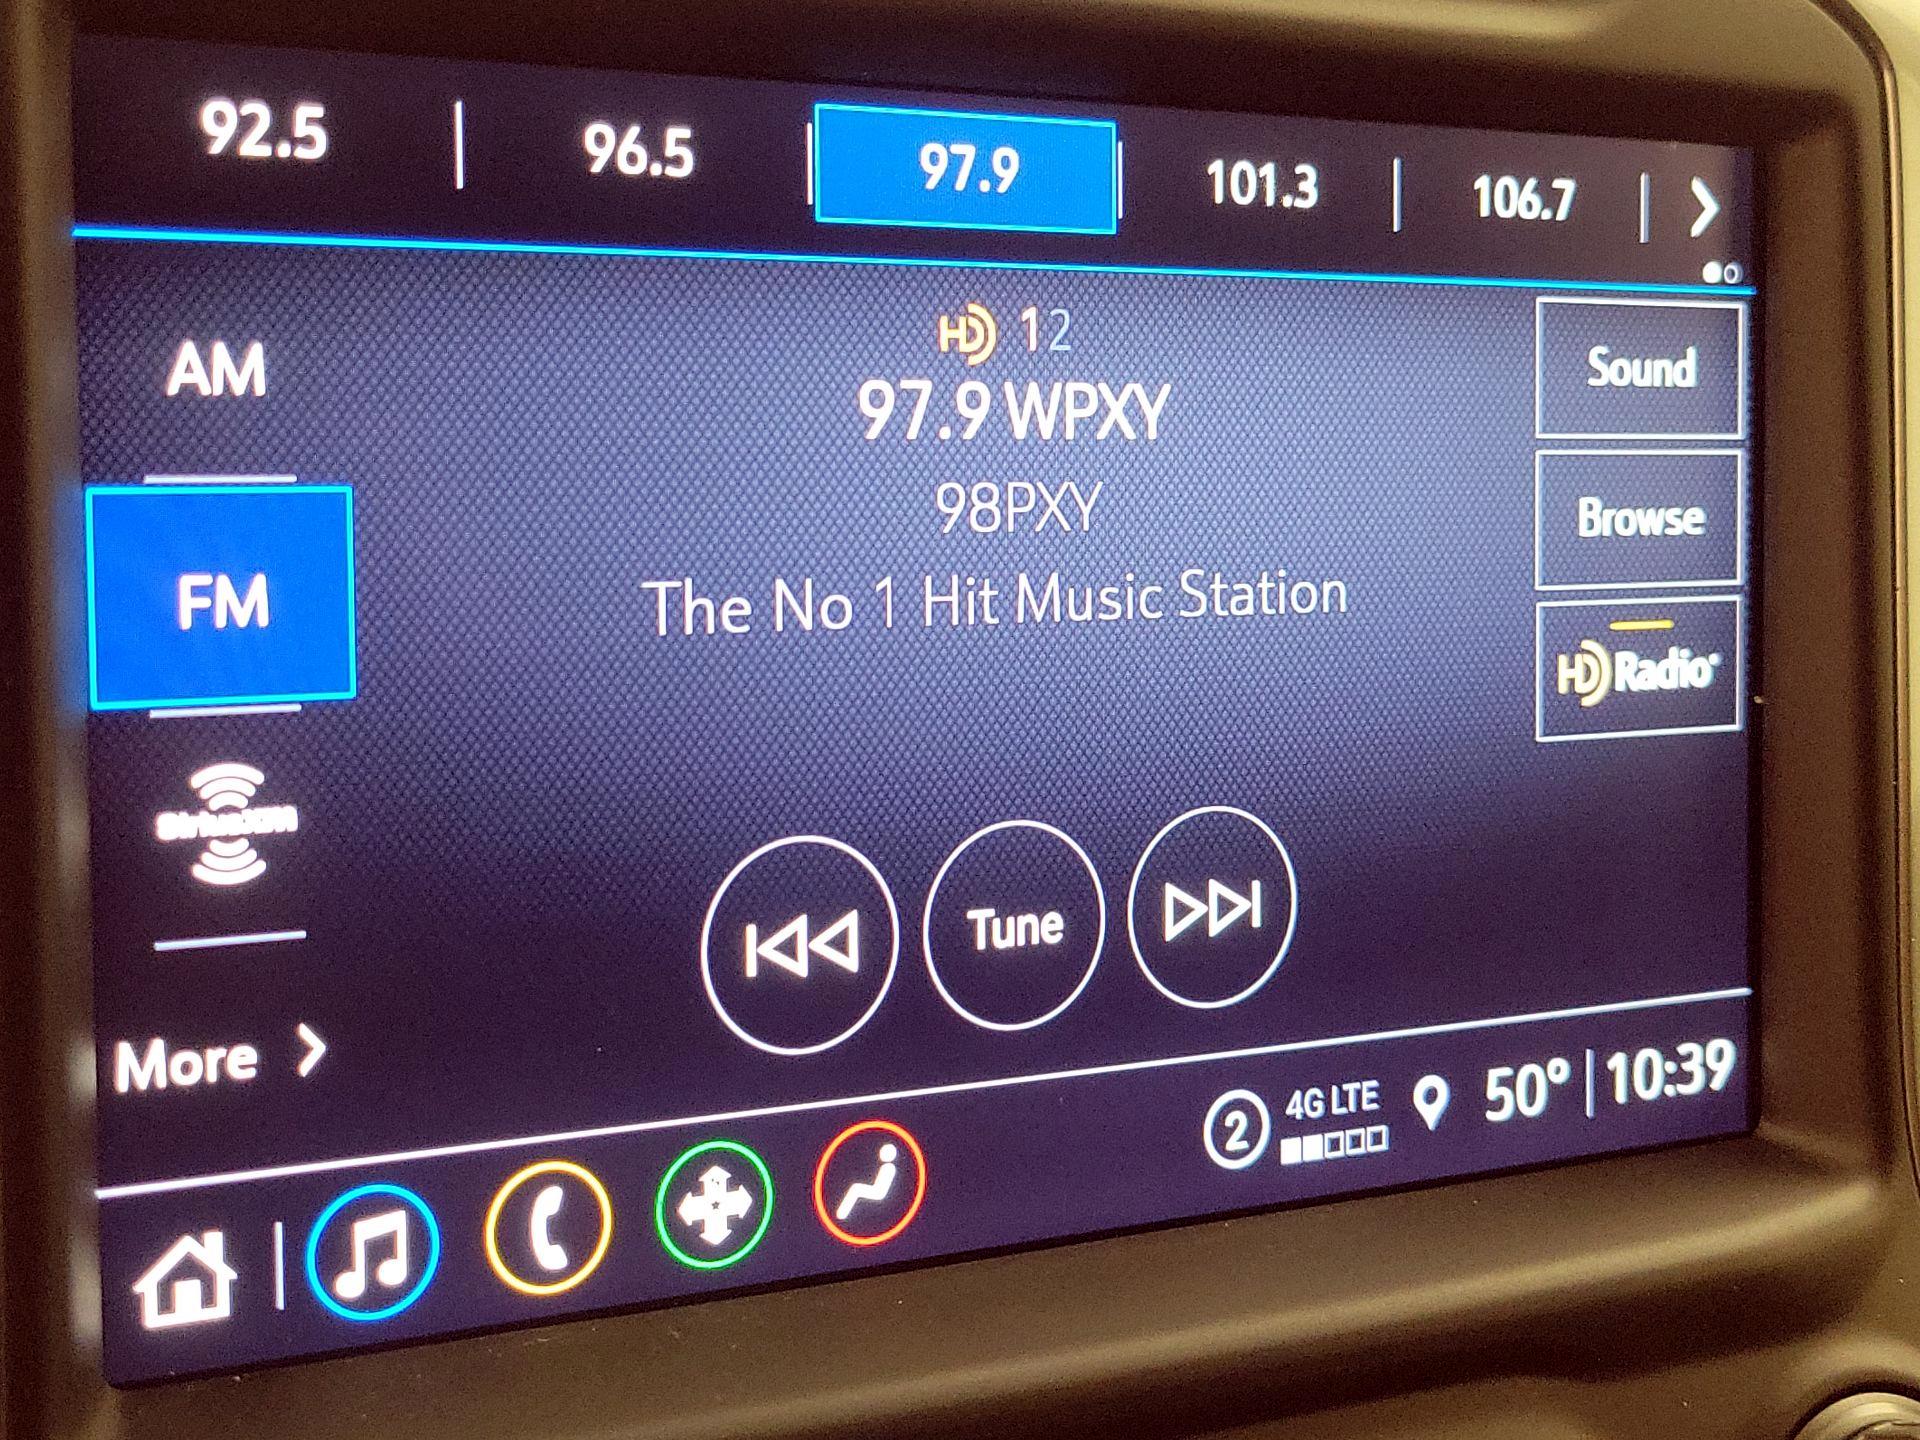 92.5 | 96.5 | 97.9 | 101.3 | 106.7 |
HD 1 2
97.9 WPXY
98PXY
The No 1 Hit Music Station
AM
FM
SiriusXM
More
Sound
Browse
HD Radio
Tune
2 4G LTE 50° 10:39